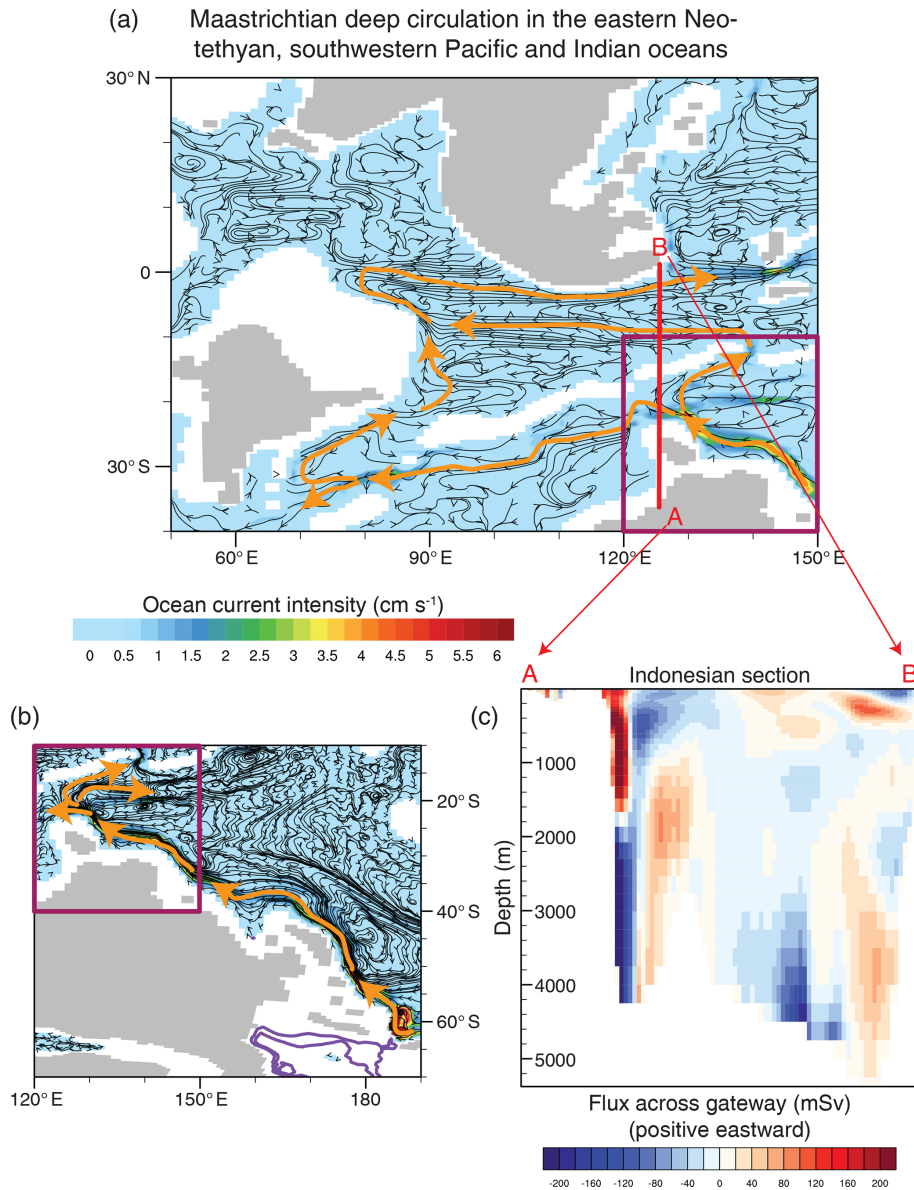 (a) Maastrichtian deep circulation in the eastern Neo-
tethyan, southwestern Pacific and Indian oceans
30° N
B
0
30° S
A
60° E 90° E 120° E 150° E
Ocean current intensity (cm s⁻¹)
0 0.5 1 1.5 2 2.5 3 3.5 4 4.5 5 5.5 6
A Indonesian section B
(b)
20° S
40° S
60° S
120° E 150° E 180
(c)
Depth (m)
1000
2000
3000
4000
5000
Flux across gateway (mSv)
(positive eastward)
-200 -160 -120 -80 -40 0 40 80 120 160 200